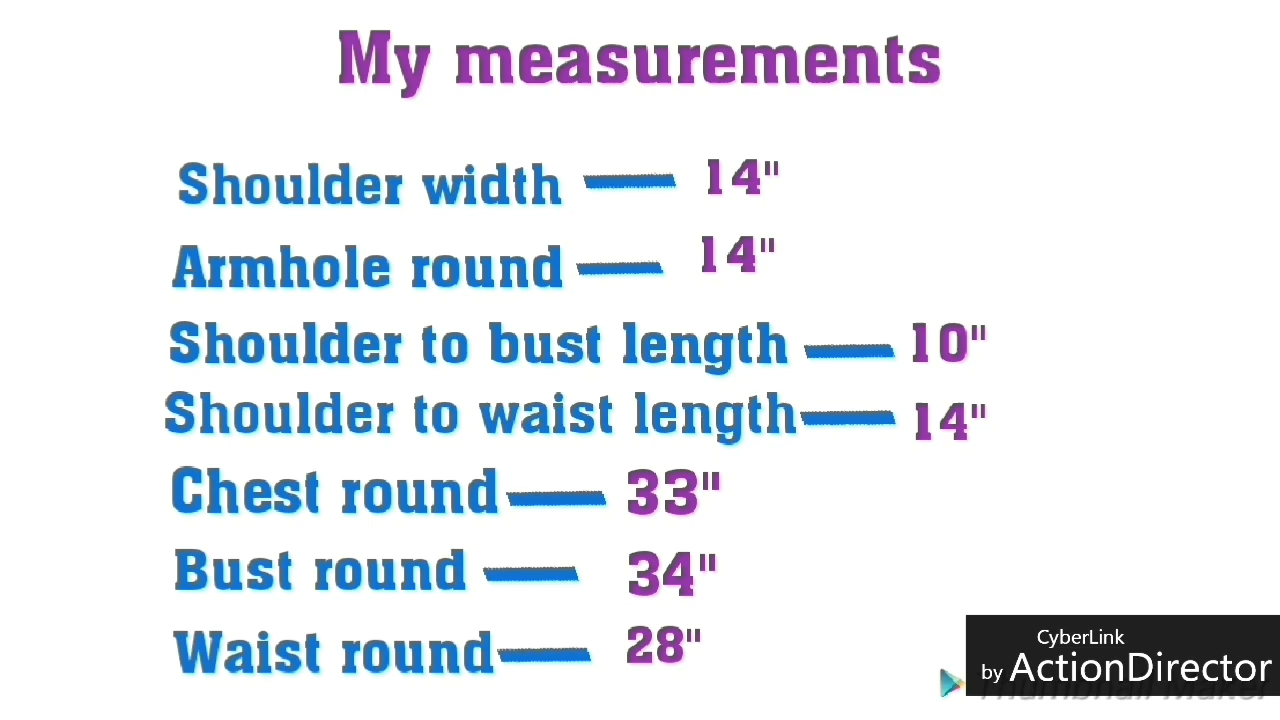 My measurements
Shoulder width — 14"
Armhole round — 14"
Shoulder to bust length — 10"
Shoulder to waist length — 14"
Chest round — 33"
Bust round — 34"
Waist round — 28"
CyberLink
by ActionDirector